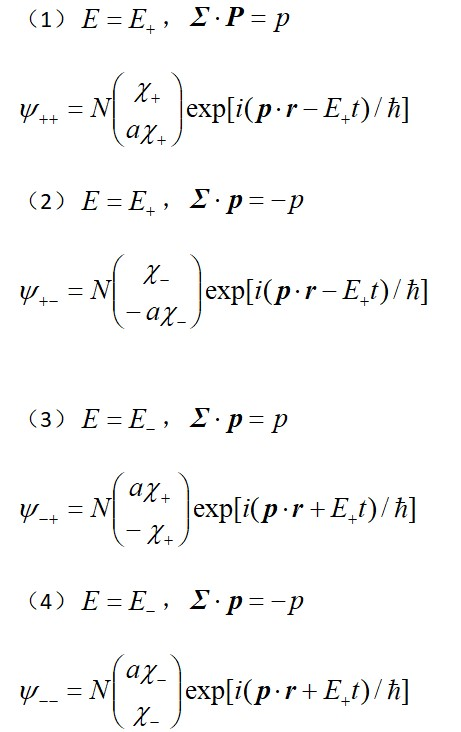 （1） E = E₊， Σ · P = p
ψ₊₊ = N ( χ₊ ; aχ₊ ) exp[i(p · r − E₊t) / ħ]
（2） E = E₊， Σ · p = −p
ψ₊₋ = N ( χ₋ ; − aχ₋ ) exp[i(p · r − E₊t) / ħ]
（3） E = E₋， Σ · p = p
ψ₋₊ = N ( aχ₊ ; − χ₊ ) exp[i(p · r + E₊t) / ħ]
（4） E = E₋， Σ · p = −p
ψ₋₋ = N ( aχ₋ ; χ₋ ) exp[i(p · r + E₊t) / ħ]